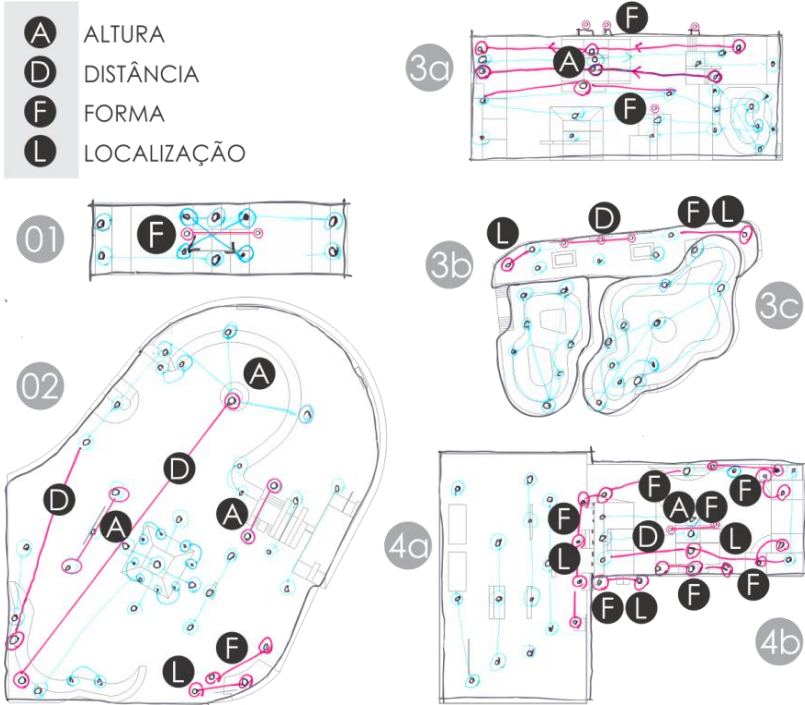 A ALTURA
D DISTÂNCIA
F FORMA
L LOCALIZAÇÃO
3a
F
A
F
01
F
3b
L
D
F L
3c
02
A
D
D
A
A
F
L
4a
4b
F
F
A F
F
D
L
L
F
F
F L